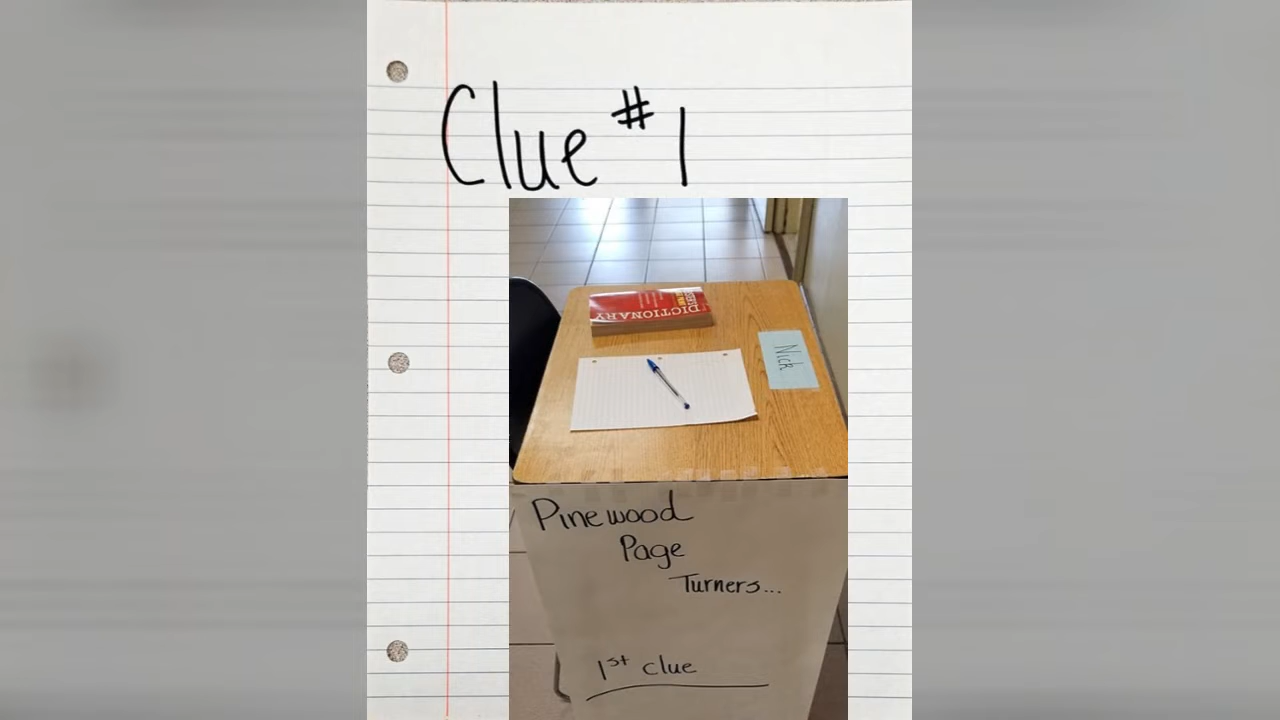 Clue #1
DICTIONARY
Nick
Pinewood
Page
Turners...
1st clue